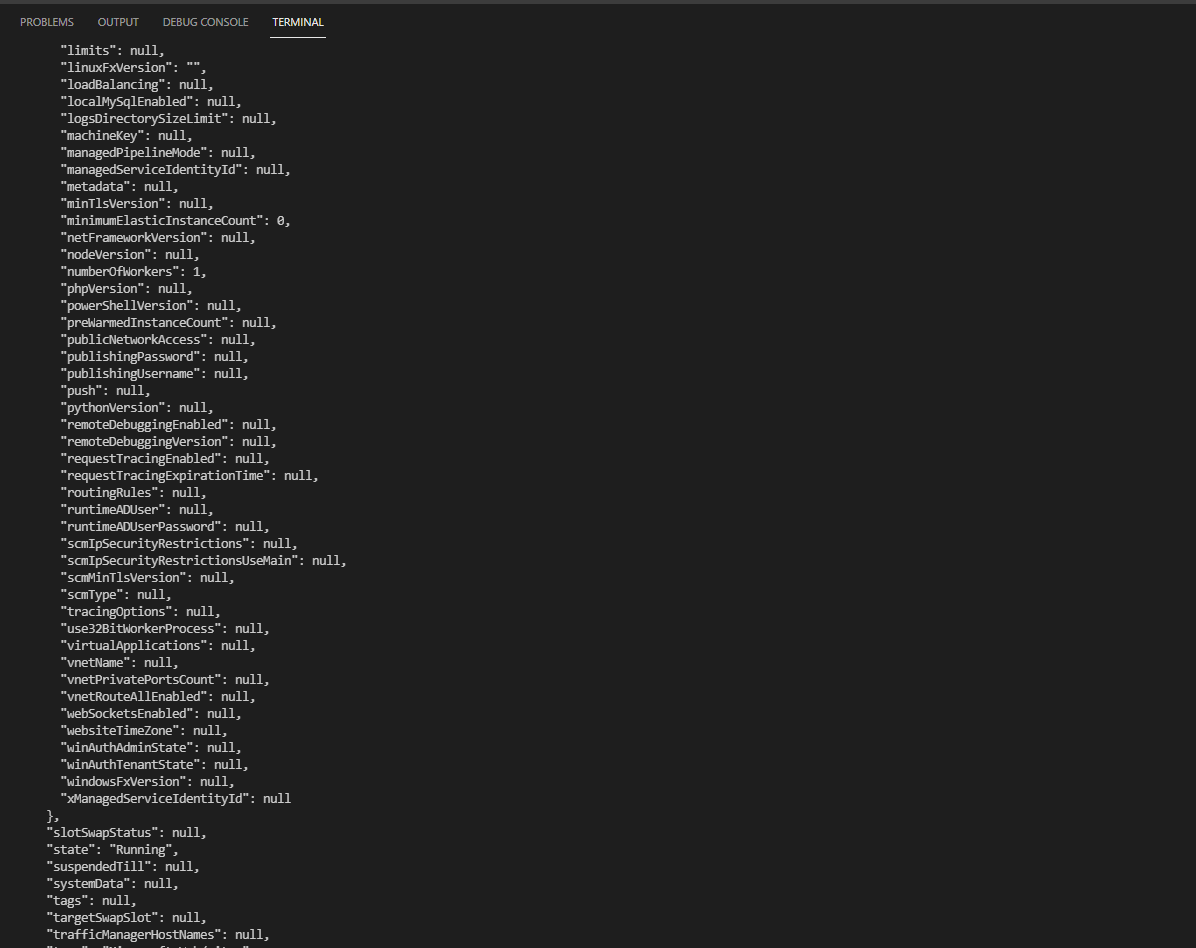 PROBLEMS OUTPUT DEBUG CONSOLE TERMINAL
"limits": null,
"linuxFxVersion": "",
"loadBalancing": null,
"localMySqlEnabled": null,
"logsDirectorySizeLimit": null,
"machineKey": null,
"managedPipelineMode": null,
"managedServiceIdentityId": null,
"metadata": null,
"minTlsVersion": null,
"minimumElasticInstanceCount": 0,
"netFrameworkVersion": null,
"nodeVersion": null,
"numberOfWorkers": 1,
"phpVersion": null,
"powerShellVersion": null,
"preWarmedInstanceCount": null,
"publicNetworkAccess": null,
"publishingPassword": null,
"publishingUsername": null,
"push": null,
"pythonVersion": null,
"remoteDebuggingEnabled": null,
"remoteDebuggingVersion": null,
"requestTracingEnabled": null,
"requestTracingExpirationTime": null,
"routingRules": null,
"runtimeADUser": null,
"runtimeADUserPassword": null,
"scmIpSecurityRestrictions": null,
"scmIpSecurityRestrictionsUseMain": null,
"scmMinTlsVersion": null,
"scmType": null,
"tracingOptions": null,
"use32BitWorkerProcess": null,
"virtualApplications": null,
"vnetName": null,
"vnetPrivatePortsCount": null,
"vnetRouteAllEnabled": null,
"webSocketsEnabled": null,
"websiteTimeZone": null,
"winAuthAdminState": null,
"winAuthTenantState": null,
"windowsFxVersion": null,
"xManagedServiceIdentityId": null
},
"slotSwapStatus": null,
"state": "Running",
"suspendedTill": null,
"systemData": null,
"tags": null,
"targetSwapSlot": null,
"trafficManagerHostNames": null,